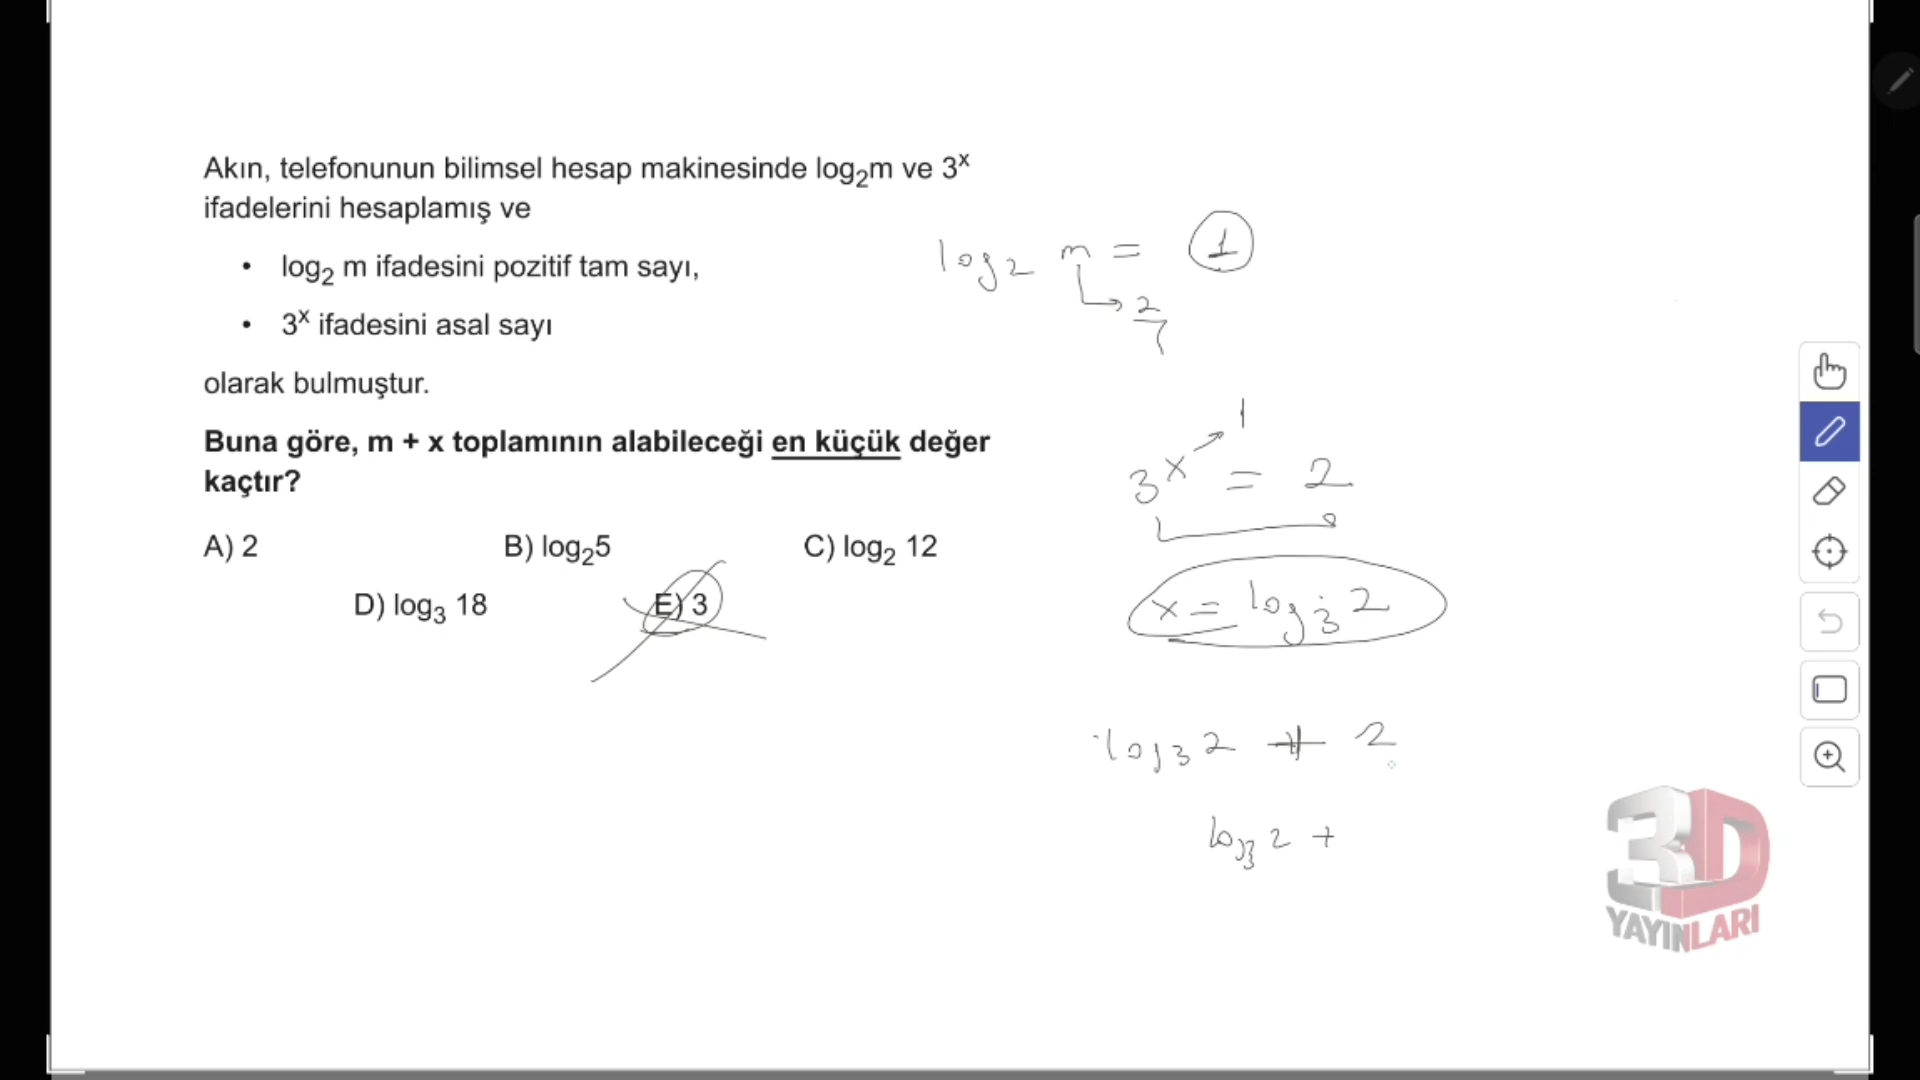 Akın, telefonunun bilimsel hesap makinesinde log₂m ve 3ˣ
ifadelerini hesaplamış ve
• log₂ m ifadesini pozitif tam sayı,
• 3ˣ ifadesini asal sayı
olarak bulmuştur.
Buna göre, m + x toplamının alabileceği en küçük değer
kaçtır?
A) 2 B) log₂5 C) log₂ 12
D) log₃ 18 E) 3
log₂ m = 1
2
1
3ˣ = 2
x = log₃ 2
log₃ 2 + 2
log₃ 2 +
3D
YAYINLARI